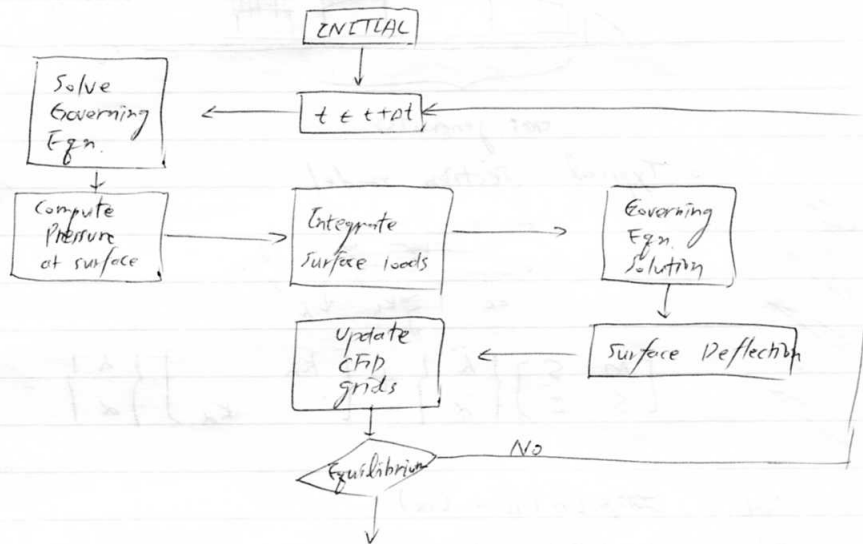 INITIAL
t ← t+Δt
Solve
Governing
Eqn.
Compute
Pressure
at surface
Integrate
Surface loads
Governing
Eqn.
Solution
Surface Deflection
Update
CFD
grids
Equilibrium
No